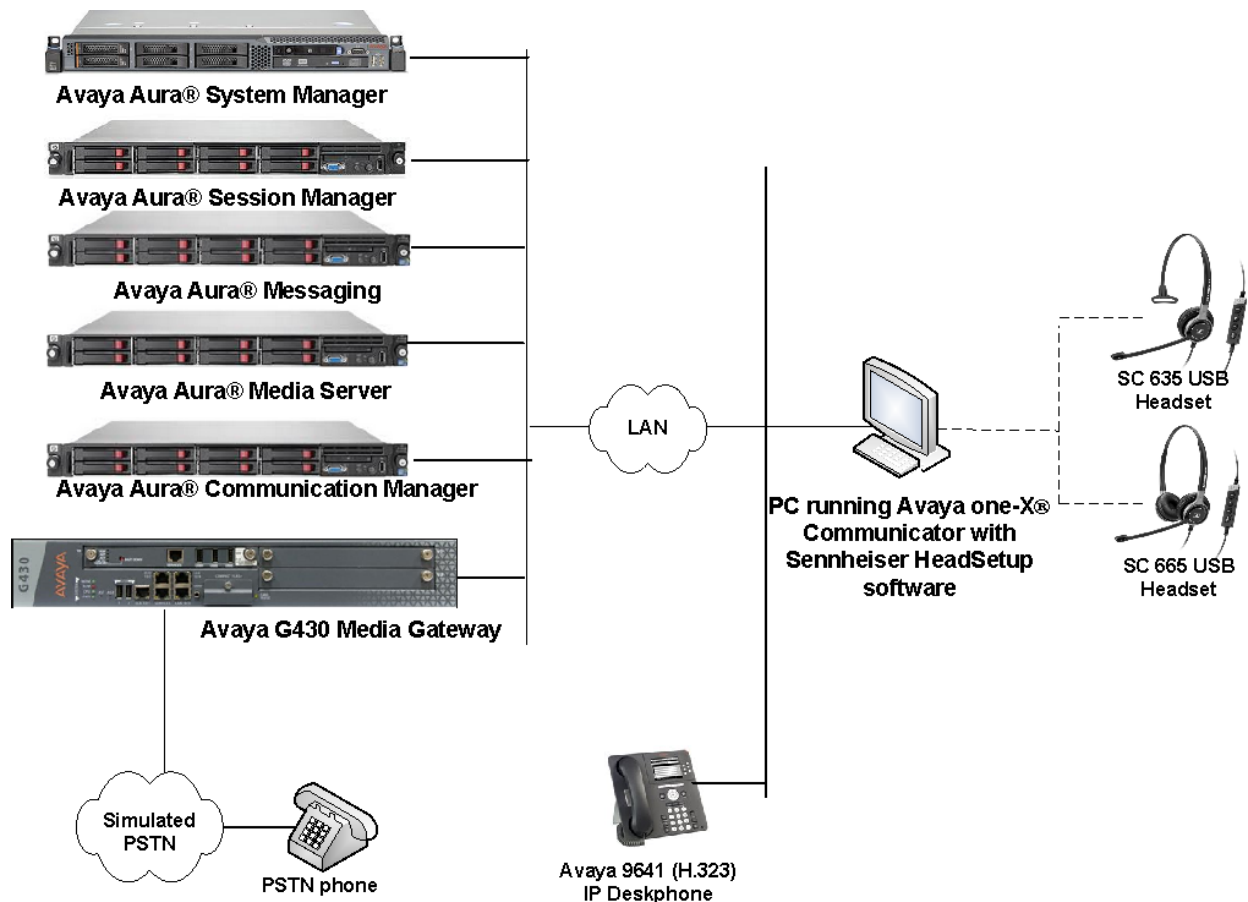 Avaya Aura® System Manager
Avaya Aura® Session Manager
Avaya Aura® Messaging
Avaya Aura® Media Server
Avaya Aura® Communication Manager
G430
AVAYA
Avaya G430 Media Gateway
Simulated
PSTN
PSTN phone
LAN
PC running Avaya one-X®
Communicator with
Sennheiser HeadSetup
software
SC 635 USB
Headset
SC 665 USB
Headset
Avaya 9641 (H.323)
IP Deskphone